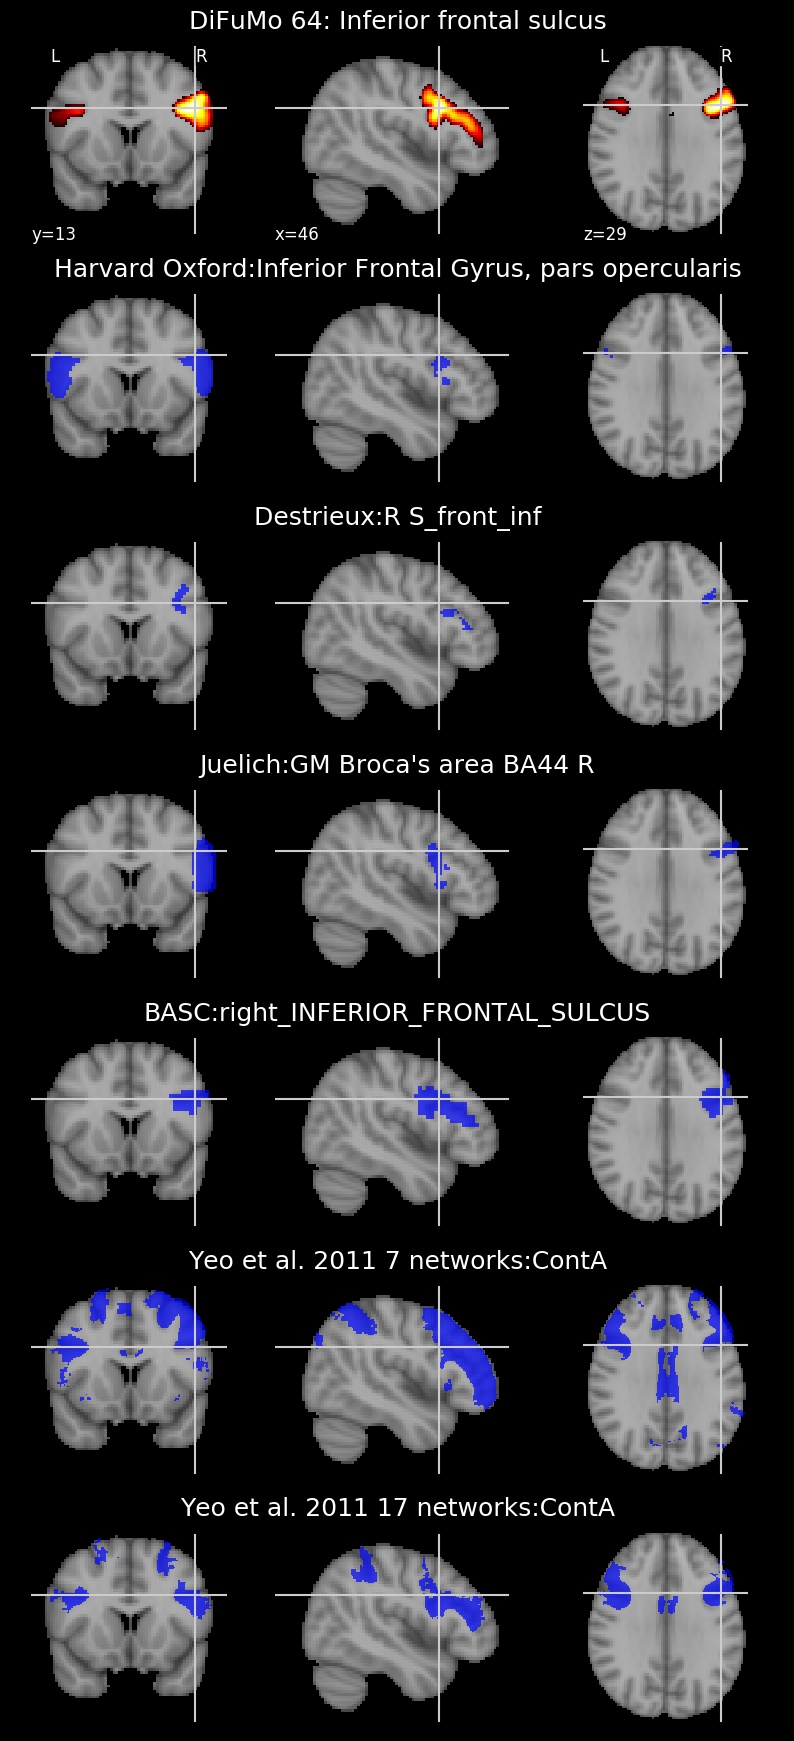 DiFuMo 64: Inferior frontal sulcus
L R L R
y=13 x=46 z=29
Harvard Oxford:Inferior Frontal Gyrus, pars opercularis
Destrieux:R S_front_inf
Juelich:GM Broca's area BA44 R
BASC:right_INFERIOR_FRONTAL_SULCUS
Yeo et al. 2011 7 networks:ContA
Yeo et al. 2011 17 networks:ContA